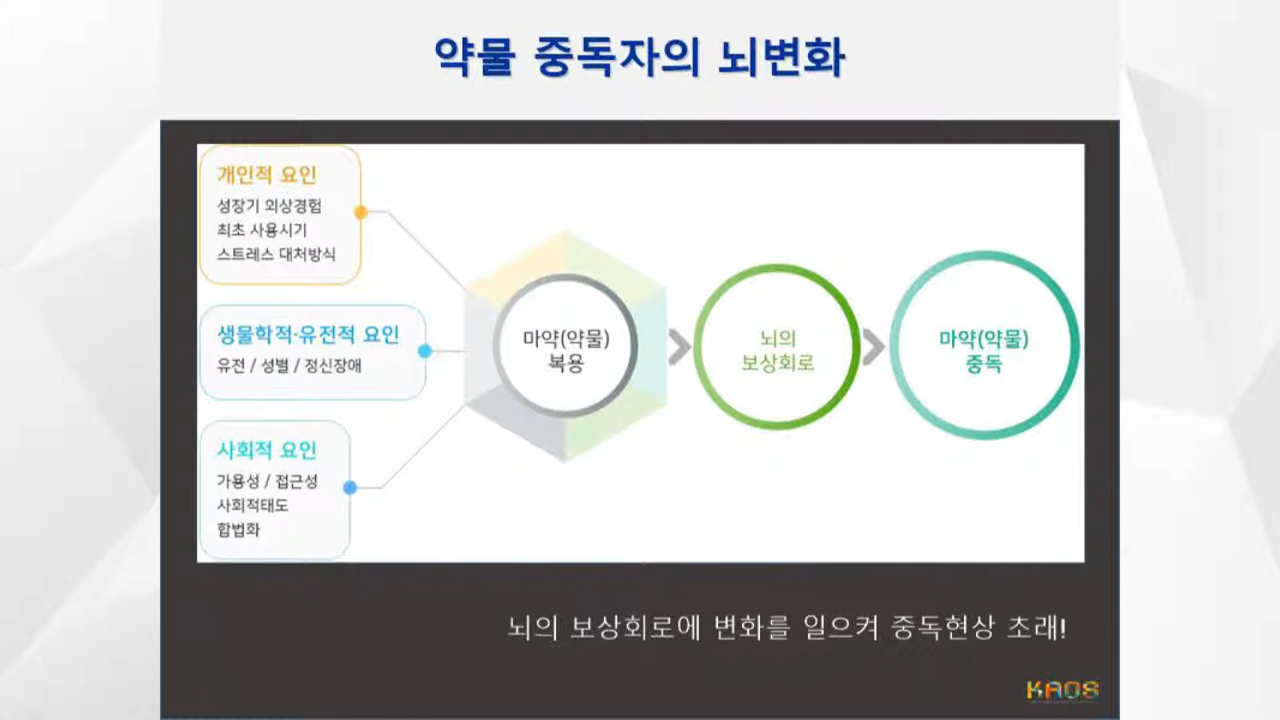 약물 중독자의 뇌변화
개인적 요인
성장기 외상경험
최초 사용시기
스트레스 대처방식
생물학적·유전적 요인
유전 / 성별 / 정신장애
사회적 요인
가용성 / 접근성
사회적태도
합법화
마약(약물)
복용
뇌의
보상회로
마약(약물)
중독
뇌의 보상회로에 변화를 일으켜 중독현상 초래!
KAOS